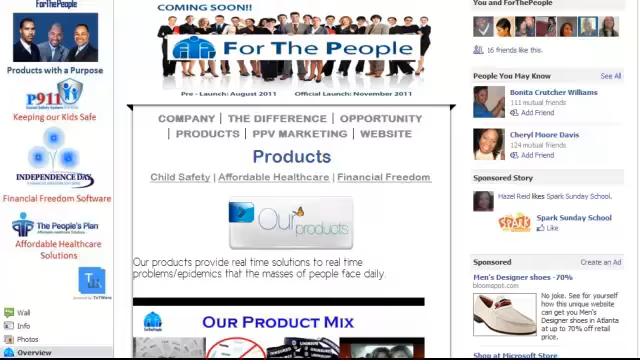 ForThePeople
Products with a Purpose
P911
Keeping our Kids Safe
INDEPENDENCE DAY
Financial Freedom Software
The People's Plan
Affordable Healthcare
Solutions
Wall
Info
Photos
Overview
COMING SOON!!
FOR THE PEOPLE
Pre - Launch: August 2011 Official Launch: November 2011
COMPANY | THE DIFFERENCE | OPPORTUNITY
| PRODUCTS | PPV MARKETING | WEBSITE
Products
Child Safety | Affordable Healthcare | Financial Freedom
Our products
Our products provide real time solutions to real time
problems/epidemics that the masses of people face daily.
OUR PRODUCT MIX
You and ForThePeople
16 friends like this.
People You May Know See All
Bonita Crutcher Williams
111 mutual friends
Add Friend
Cheryl Moore Davis
124 mutual friends
Add Friend
Sponsored Story
Hazel Reid likes Spark Sunday School.
Spark Sunday School
Like
Sponsored Create an Ad
Men's Designer shoes -70%
bloomspot.com
No joke. See for yourself
how this unique website
can get you Men's
Designer shoes in Atlanta
at up to 70% off retail
price.
Shop at Microsoft Store